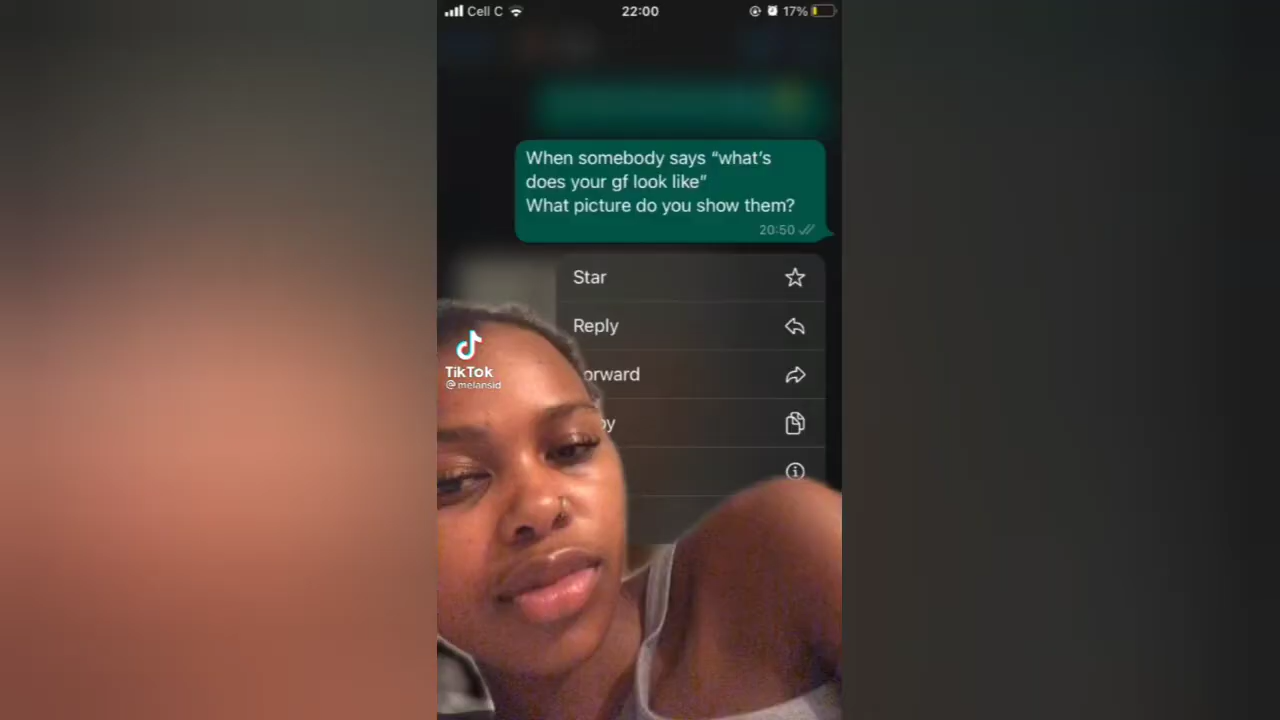 Cell C
22:00
17%
When somebody says “what’s
does your gf look like”
What picture do you show them?
20:50
Star
Reply
orward
py
TikTok
@melansid